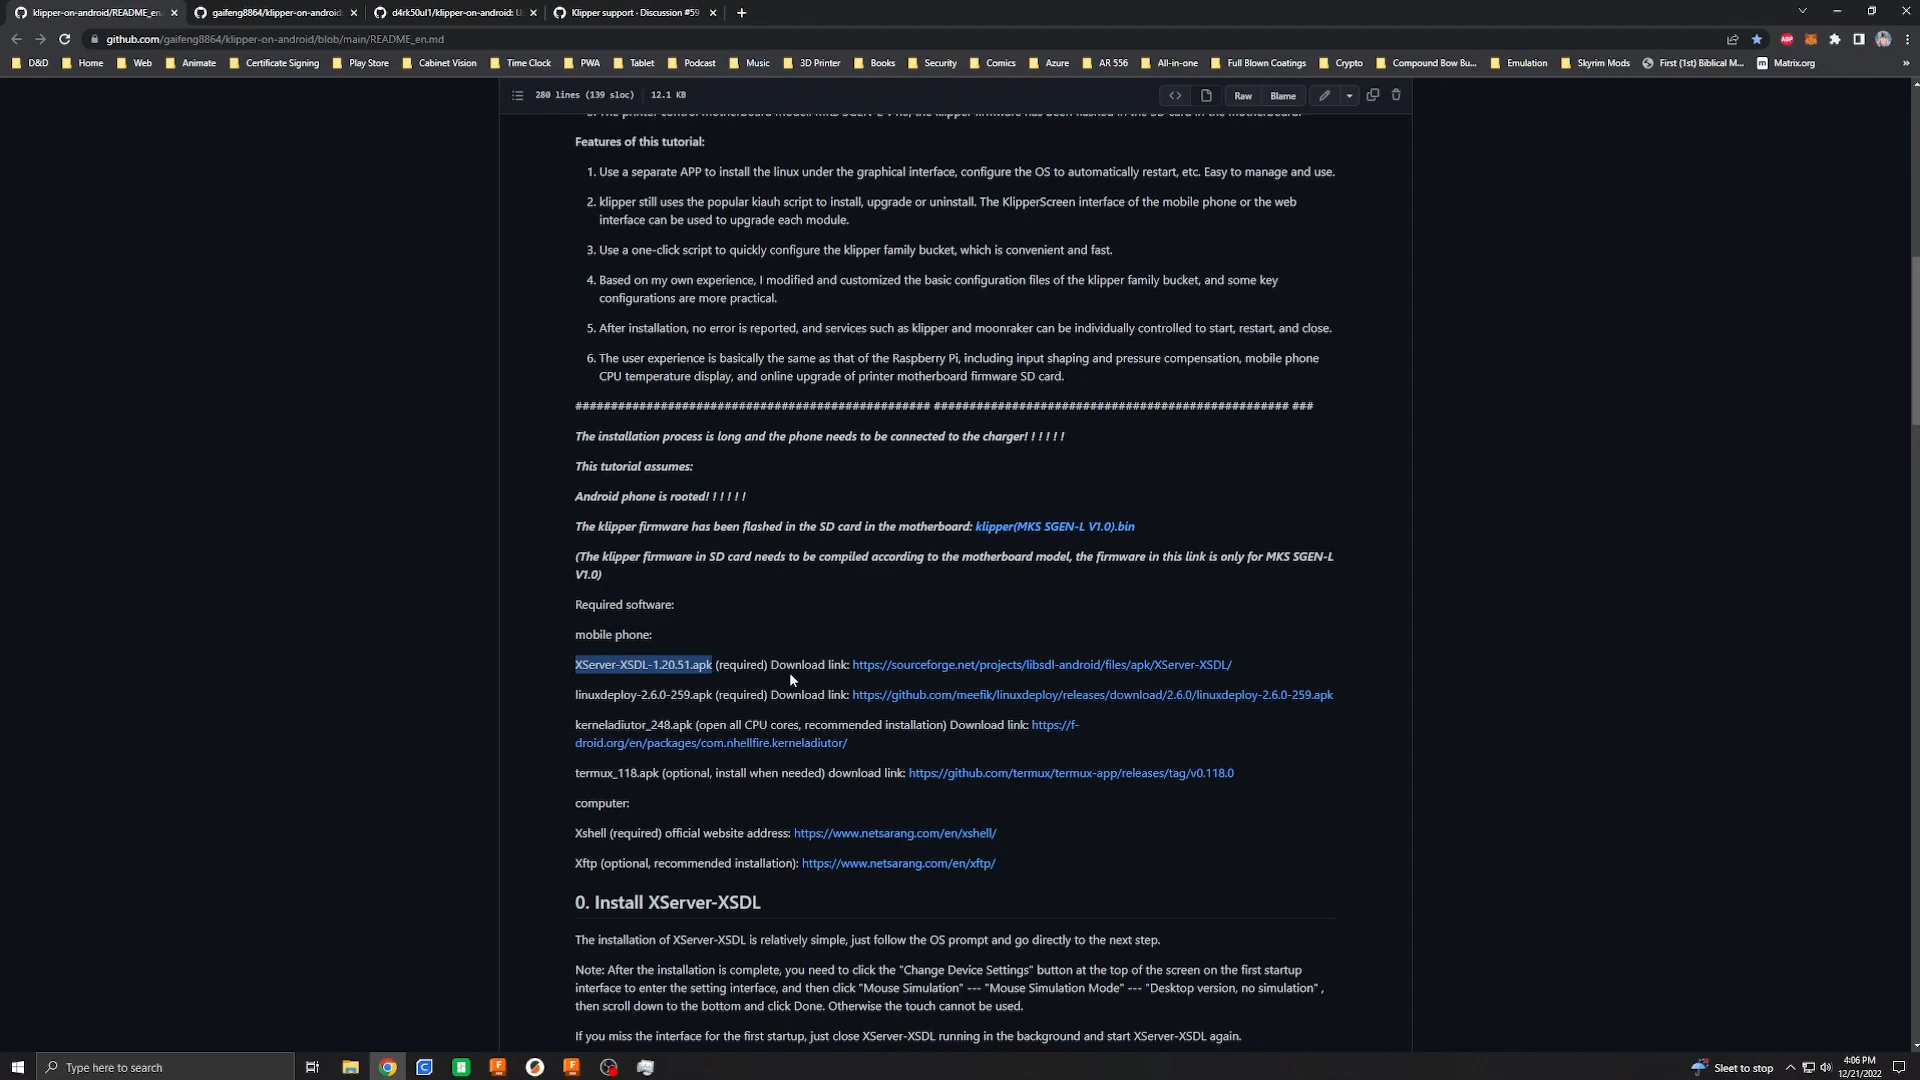 klipper-on-android/README_en.
gaifeng8864/klipper-on-android:
d4rk50ul1/klipper-on-android: U
Klipper support · Discussion #59
github.com/gaifeng8864/klipper-on-android/blob/main/README_en.md
D&D
Home
Web
Animate
Certificate Signing
Play Store
Cabinet Vision
Time Clock
PWA
Tablet
Podcast
Music
3D Printer
Books
Security
Comics
Azure
AR 556
All-in-one
Full Blown Coatings
Crypto
Compound Bow Bu...
Emulation
Skyrim Mods
First (1st) Biblical M...
Matrix.org
»
280 lines (139 sloc)
12.1 KB
Raw
Blame
Features of this tutorial:
1. Use a separate APP to install the linux under the graphical interface, configure the OS to automatically restart, etc. Easy to manage and use.
2. klipper still uses the popular kiauh script to install, upgrade or uninstall. The KlipperScreen interface of the mobile phone or the web
interface can be used to upgrade each module.
3. Use a one-click script to quickly configure the klipper family bucket, which is convenient and fast.
4. Based on my own experience, I modified and customized the basic configuration files of the klipper family bucket, and some key
configurations are more practical.
5. After installation, no error is reported, and services such as klipper and moonraker can be individually controlled to start, restart, and close.
6. The user experience is basically the same as that of the Raspberry Pi, including input shaping and pressure compensation, mobile phone
CPU temperature display, and online upgrade of printer motherboard firmware SD card.
################################################ ################################################ ###
The installation process is long and the phone needs to be connected to the charger! ! ! ! ! !
This tutorial assumes:
Android phone is rooted! ! ! ! ! !
The klipper firmware has been flashed in the SD card in the motherboard: klipper(MKS SGEN-L V1.0).bin
(The klipper firmware in SD card needs to be compiled according to the motherboard model, the firmware in this link is only for MKS SGEN-L
V1.0)
Required software:
mobile phone:
XServer-XSDL-1.20.51.apk (required) Download link: https://sourceforge.net/projects/libsdl-android/files/apk/XServer-XSDL/
linuxdeploy-2.6.0-259.apk (required) Download link: https://github.com/meefik/linuxdeploy/releases/download/2.6.0/linuxdeploy-2.6.0-259.apk
kerneladiutor_248.apk (open all CPU cores, recommended installation) Download link: https://f-
droid.org/en/packages/com.nhellfire.kerneladiutor/
termux_118.apk (optional, install when needed) download link: https://github.com/termux/termux-app/releases/tag/v0.118.0
computer:
Xshell (required) official website address: https://www.netsarang.com/en/xshell/
Xftp (optional, recommended installation): https://www.netsarang.com/en/xftp/
0. Install XServer-XSDL
The installation of XServer-XSDL is relatively simple, just follow the OS prompt and go directly to the next step.
Note: After the installation is complete, you need to click the "Change Device Settings" button at the top of the screen on the first startup
interface to enter the setting interface, and then click "Mouse Simulation" --- "Mouse Simulation Mode" --- "Desktop version, no simulation" ,
then scroll down to the bottom and click Done. Otherwise the touch cannot be used.
If you miss the interface for the first startup, just close XServer-XSDL running in the background and start XServer-XSDL again.
Type here to search
Sleet to stop
4:06 PM
12/21/2022